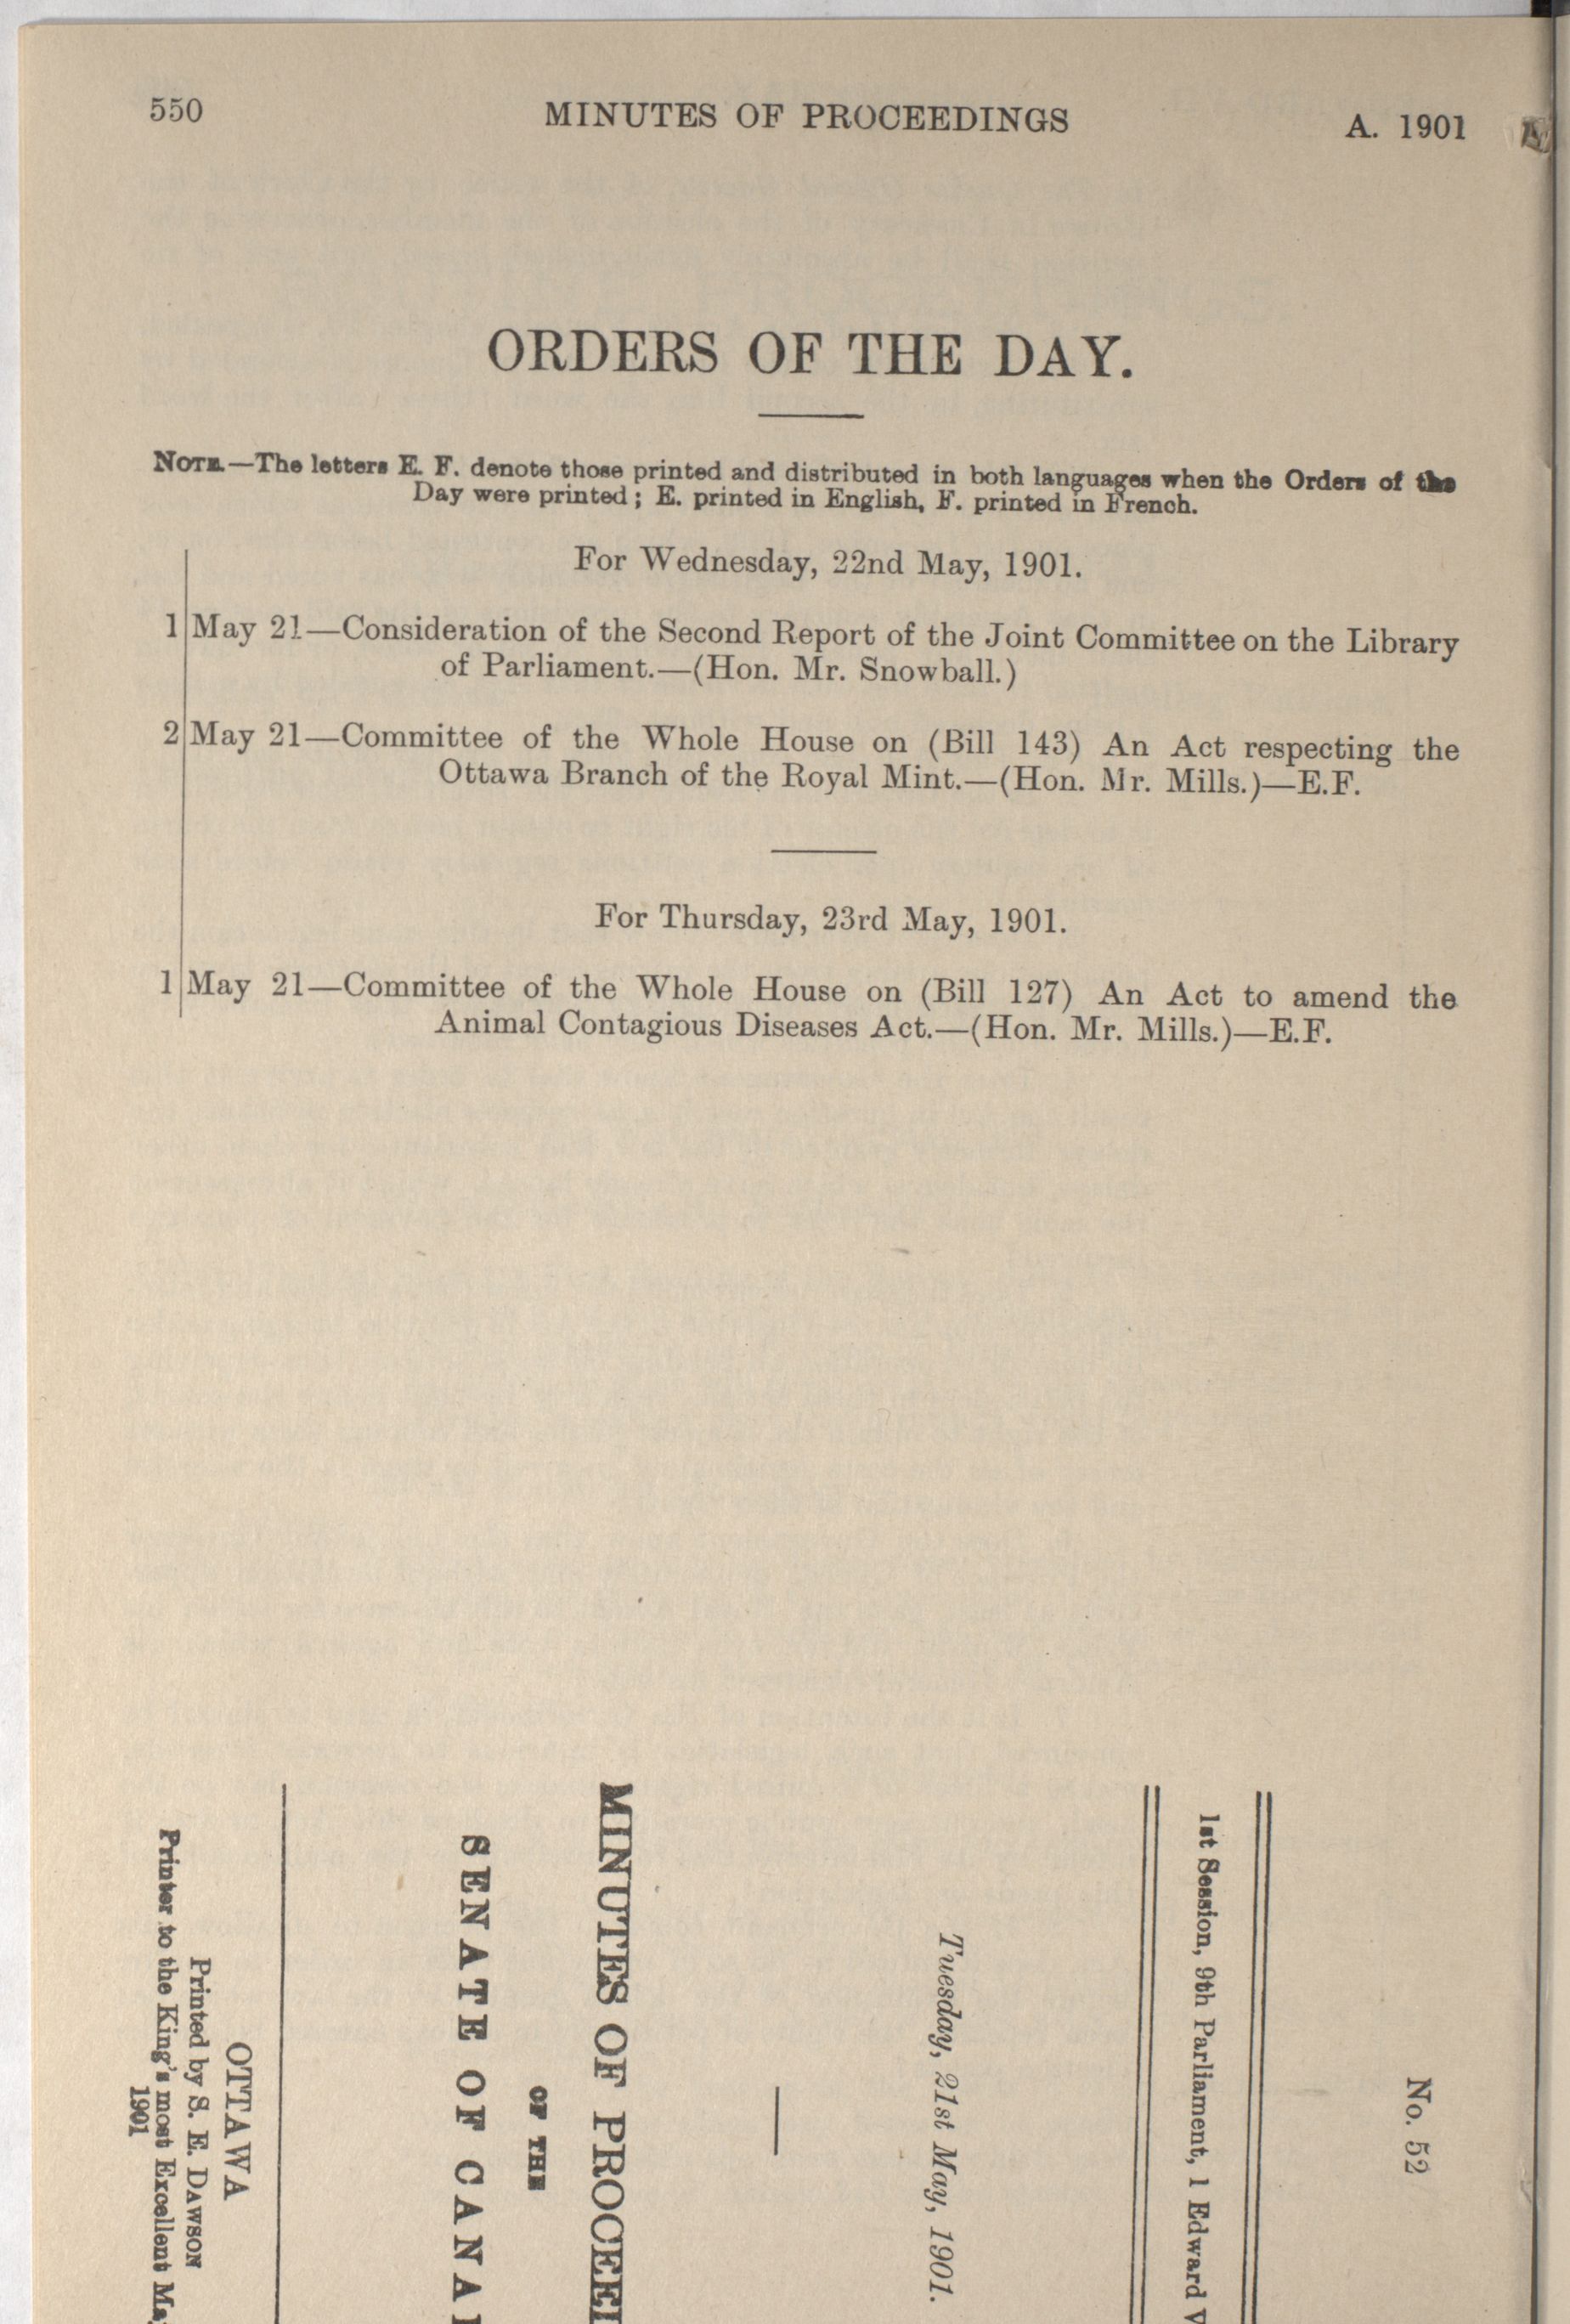 550 MINUTES OF PROCEEDINGS A. 1901
ORDERS OF THE DAY.
NOTE.—The letters E. F. denote those printed and distributed in both languages when the Orders of the
Day were printed; E. printed in English, F. printed in French.
For Wednesday, 22nd May, 1901.
1 May 21—Consideration of the Second Report of the Joint Committee on the Library
of Parliament.—(Hon. Mr. Snowball.)
2 May 21—Committee of the Whole House on (Bill 143) An Act respecting the
Ottawa Branch of the Royal Mint.—(Hon. Mr. Mills.)—E.F.
For Thursday, 23rd May, 1901.
1 May 21—Committee of the Whole House on (Bill 127) An Act to amend the
Animal Contagious Diseases Act.—(Hon. Mr. Mills.)—E.F.
No. 52
1st Session, 9th Parliament, 1 Edward
Tuesday, 21st May, 1901.
MINUTES OF
OF THE
SENATE OF
OTTAWA
Printed by S. E. DAWSON
Printer to the King's most Excellent
1901